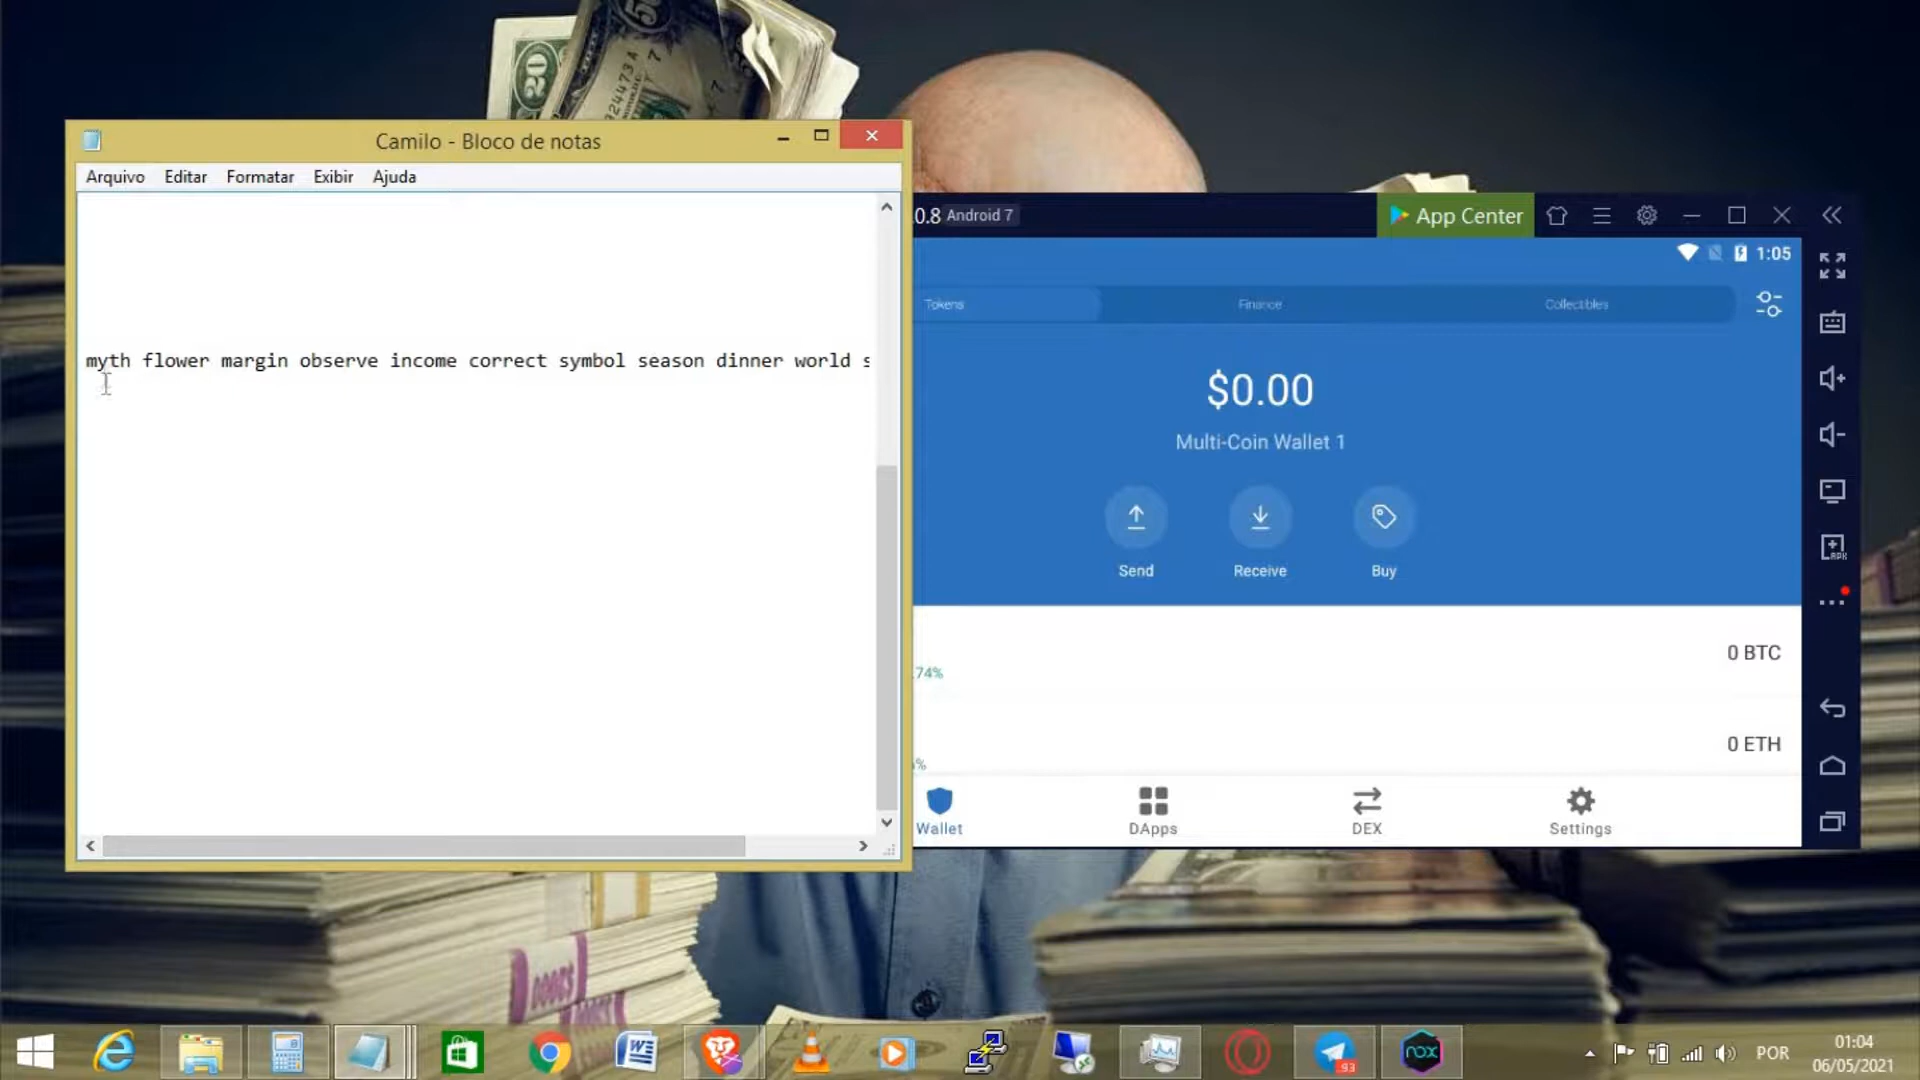 Camilo - Bloco de notas
Arquivo Editar Formatar Exibir Ajuda
myth flower margin observe income correct symbol season dinner world s
0.8 Android 7
App Center
1:05
Tokens Finance Collectibles
$0.00
Multi-Coin Wallet 1
Send Receive Buy
0 BTC
.74%
0 ETH
%
Wallet DApps DEX Settings
93
nox
POR
01:04
06/05/2021